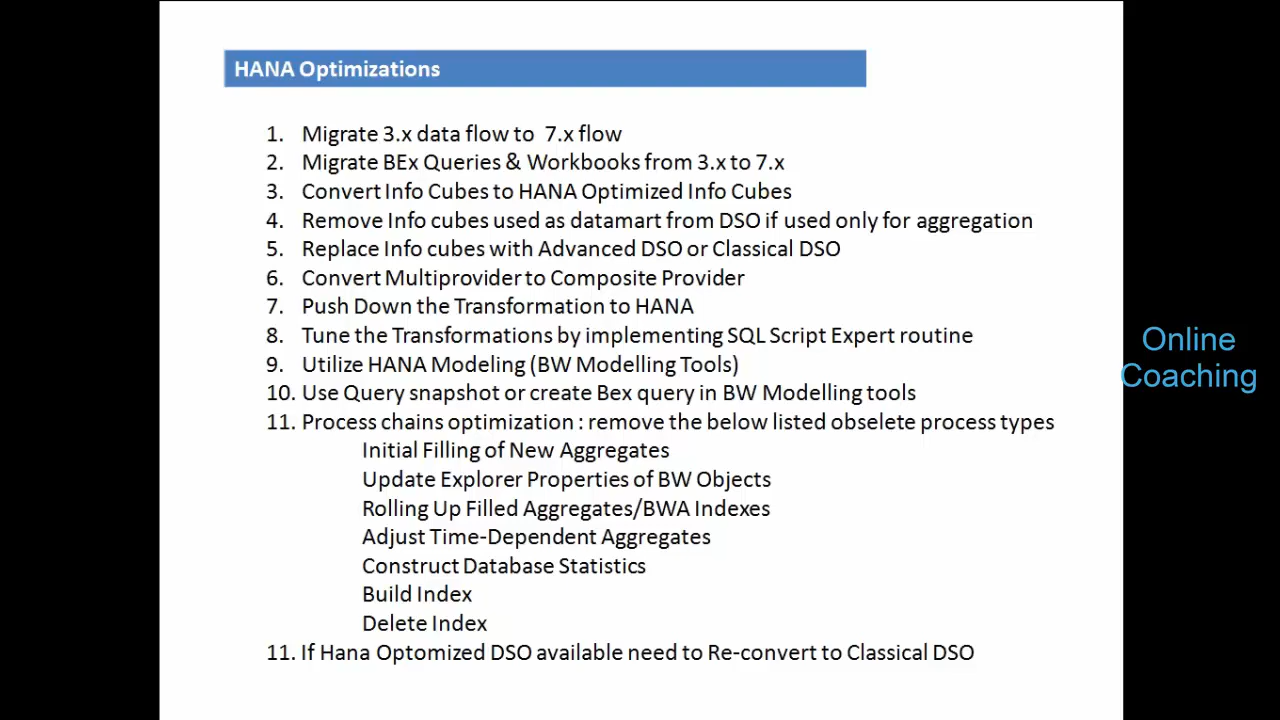 HANA Optimizations
1. Migrate 3.x data flow to 7.x flow
2. Migrate BEx Queries & Workbooks from 3.x to 7.x
3. Convert Info Cubes to HANA Optimized Info Cubes
4. Remove Info cubes used as datamart from DSO if used only for aggregation
5. Replace Info cubes with Advanced DSO or Classical DSO
6. Convert Multiprovider to Composite Provider
7. Push Down the Transformation to HANA
8. Tune the Transformations by implementing SQL Script Expert routine
9. Utilize HANA Modeling (BW Modelling Tools)
10. Use Query snapshot or create Bex query in BW Modelling tools
11. Process chains optimization : remove the below listed obselete process types
Initial Filling of New Aggregates
Update Explorer Properties of BW Objects
Rolling Up Filled Aggregates/BWA Indexes
Adjust Time-Dependent Aggregates
Construct Database Statistics
Build Index
Delete Index
11. If Hana Optomized DSO available need to Re-convert to Classical DSO
Online
Coaching